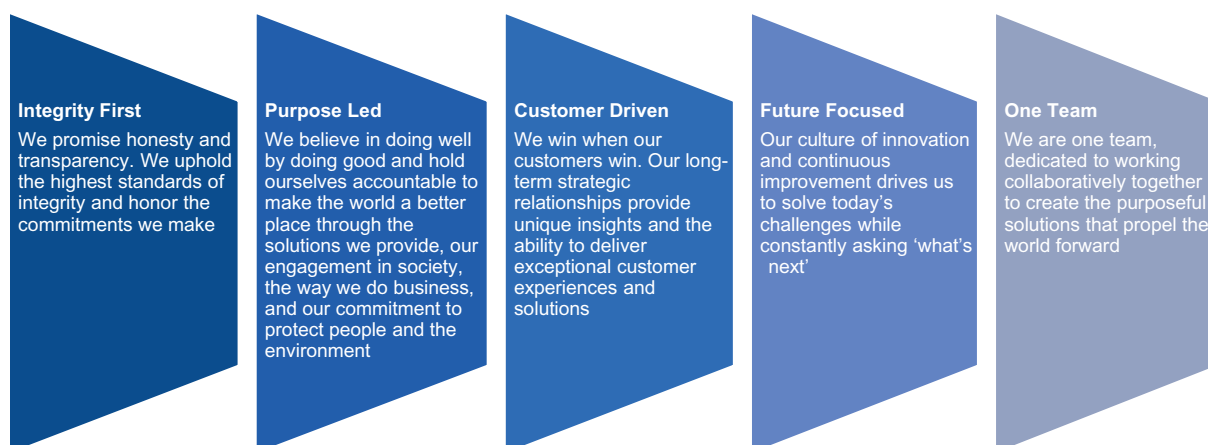 Integrity First
We promise honesty and
transparency. We uphold
the highest standards of
integrity and honor the
commitments we make
Purpose Led
We believe in doing well
by doing good and hold
ourselves accountable to
make the world a better
place through the
solutions we provide, our
engagement in society,
the way we do business,
and our commitment to
protect people and the
environment
Customer Driven
We win when our
customers win. Our long-
term strategic
relationships provide
unique insights and the
ability to deliver
exceptional customer
experiences and
solutions
Future Focused
Our culture of innovation
and continuous
improvement drives us
to solve today’s
challenges while
constantly asking ‘what’s
next’
One Team
We are one team,
dedicated to working
collaboratively together
to create the purposeful
solutions that propel the
world forward